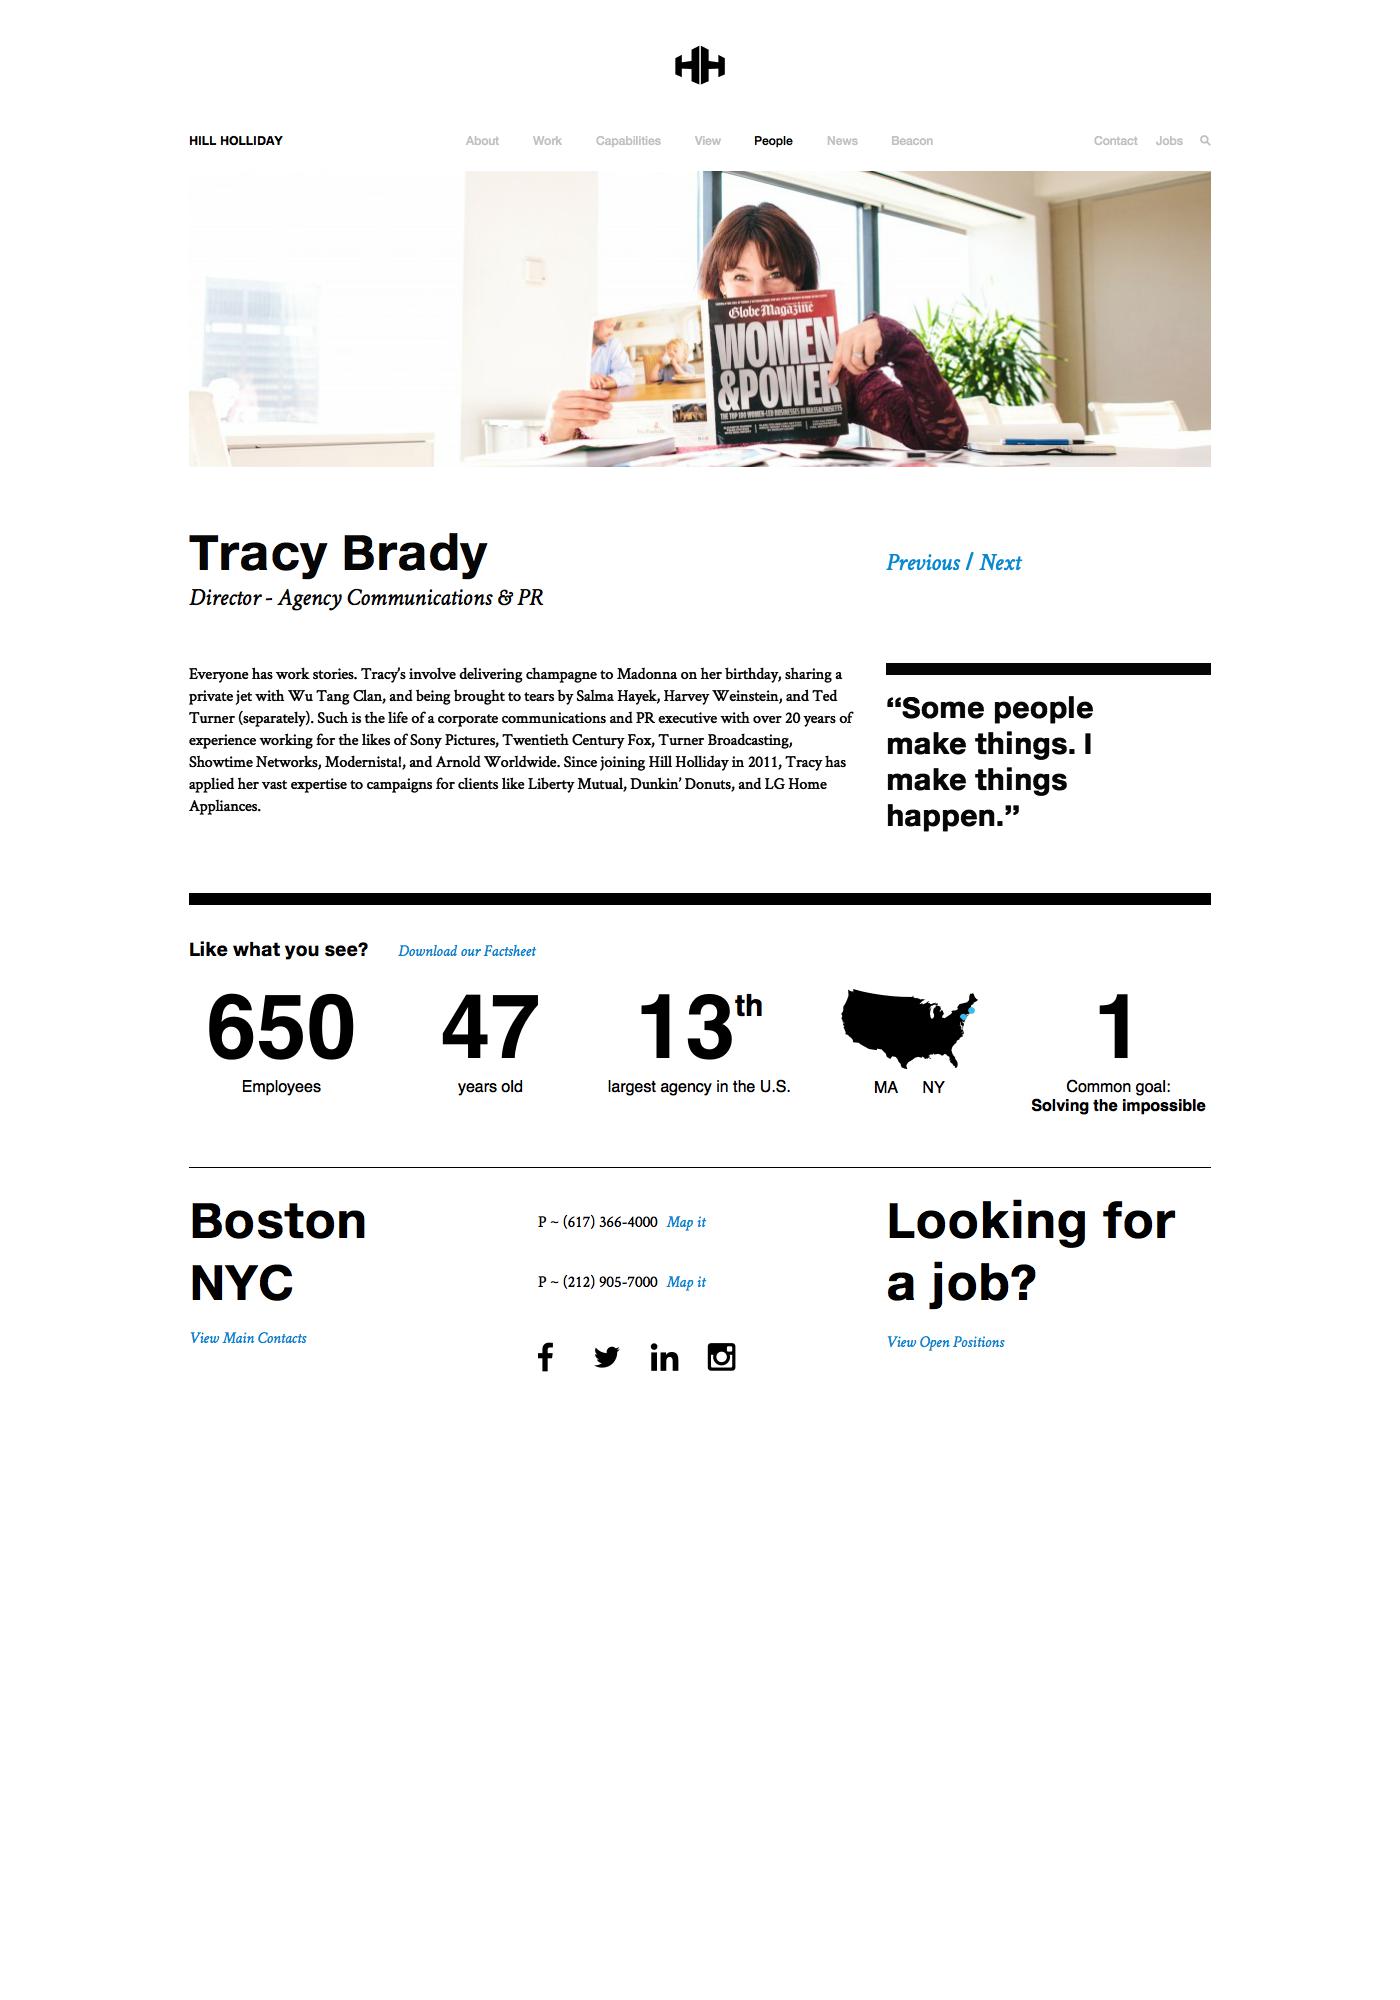 HILL HOLLIDAY
About Work Capabilities View People News Beacon
Contact Jobs
Globe Magazine
WOMEN
&POWER
THE TOP 100 WOMEN-LED BUSINESSES IN MASSACHUSETTS
Tracy Brady
Previous / Next
Director - Agency Communications & PR
Everyone has work stories. Tracy's involve delivering champagne to Madonna on her birthday, sharing a
private jet with Wu Tang Clan, and being brought to tears by Salma Hayek, Harvey Weinstein, and Ted
Turner (separately). Such is the life of a corporate communications and PR executive with over 20 years of
experience working for the likes of Sony Pictures, Twentieth Century Fox, Turner Broadcasting,
Showtime Networks, Modernista!, and Arnold Worldwide. Since joining Hill Holliday in 2011, Tracy has
applied her vast expertise to campaigns for clients like Liberty Mutual, Dunkin' Donuts, and LG Home
Appliances.
“Some people
make things. I
make things
happen.”
Like what you see? Download our Factsheet
650
Employees
47
years old
13th
largest agency in the U.S.
MA NY
1
Common goal:
Solving the impossible
Boston
NYC
View Main Contacts
P ~ (617) 366-4000 Map it
P ~ (212) 905-7000 Map it
Looking for
a job?
View Open Positions